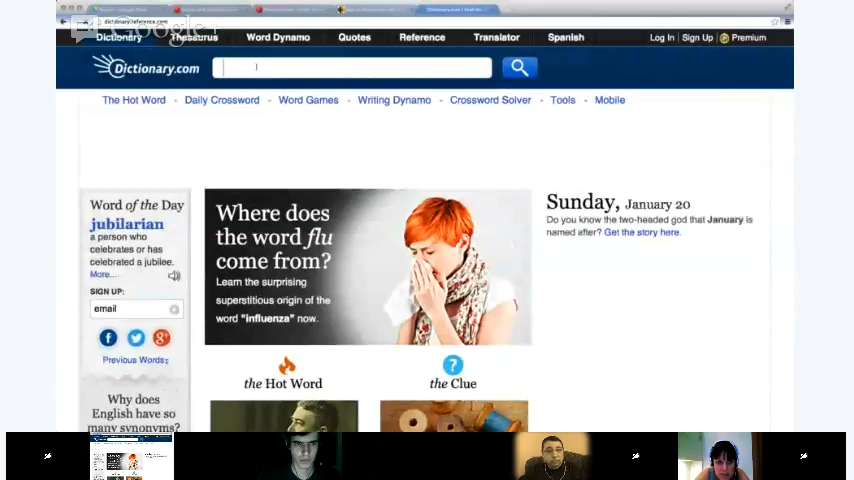 dictionary.reference.com
Google+
Dictionary Thesaurus Word Dynamo Quotes Reference Translator Spanish Log In Sign Up Premium
Dictionary.com
The Hot Word Daily Crossword Word Games Writing Dynamo Crossword Solver Tools Mobile
Word of the Day
jubilarian
a person who
celebrates or has
celebrated a jubilee.
More...
SIGN UP:
email
Previous Words
Why does
English have so
many synonyms?
Where does
the word flu
come from?
Learn the surprising
superstitious origin of the
word "influenza" now.
the Hot Word
the Clue
Sunday, January 20
Do you know the two-headed god that January is
named after? Get the story here.